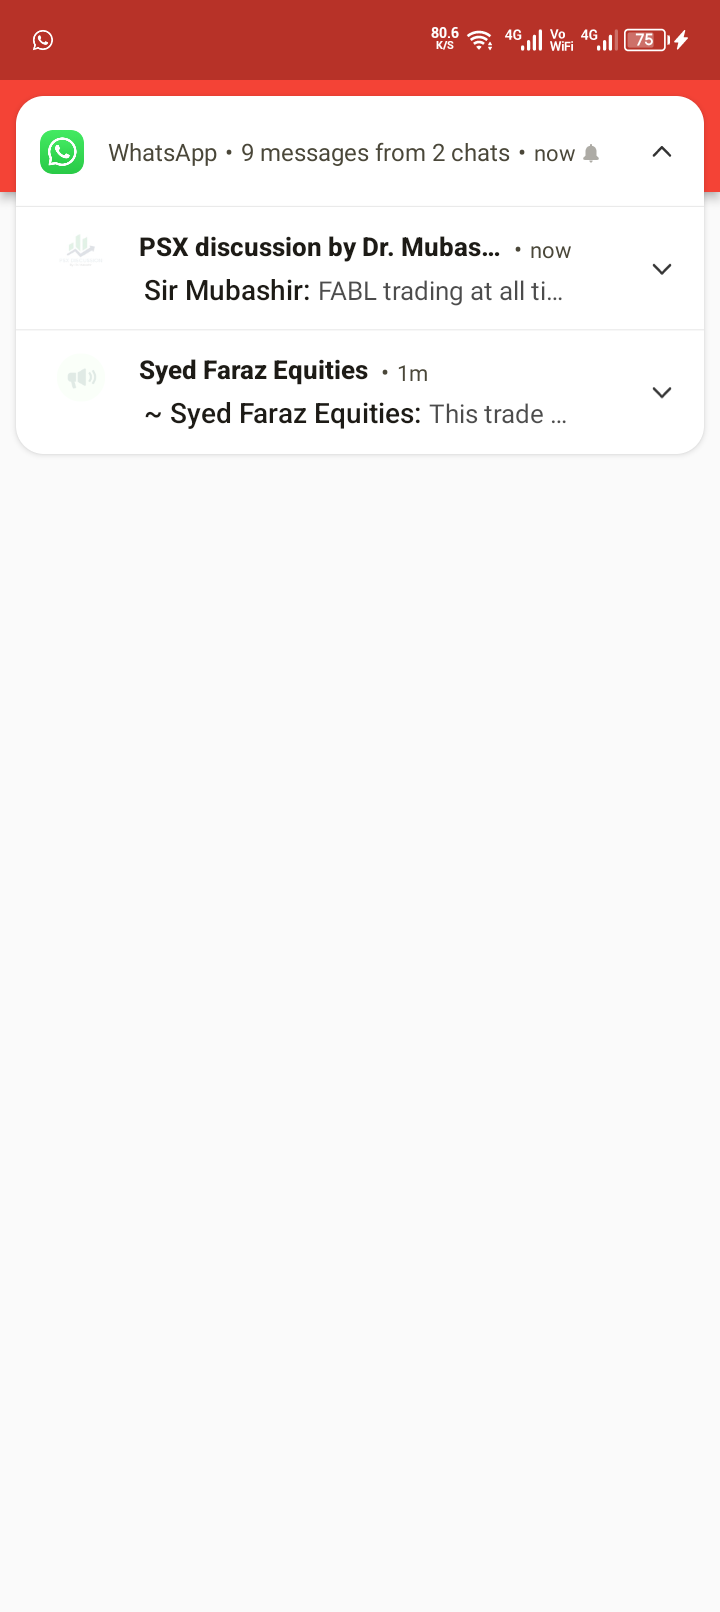 80.6 K/S 4G Vo WiFi 4G 75
WhatsApp • 9 messages from 2 chats • now
PSX discussion by Dr. Mubas... • now
Sir Mubashir: FABL trading at all ti...
Syed Faraz Equities • 1m
~ Syed Faraz Equities: This trade ...